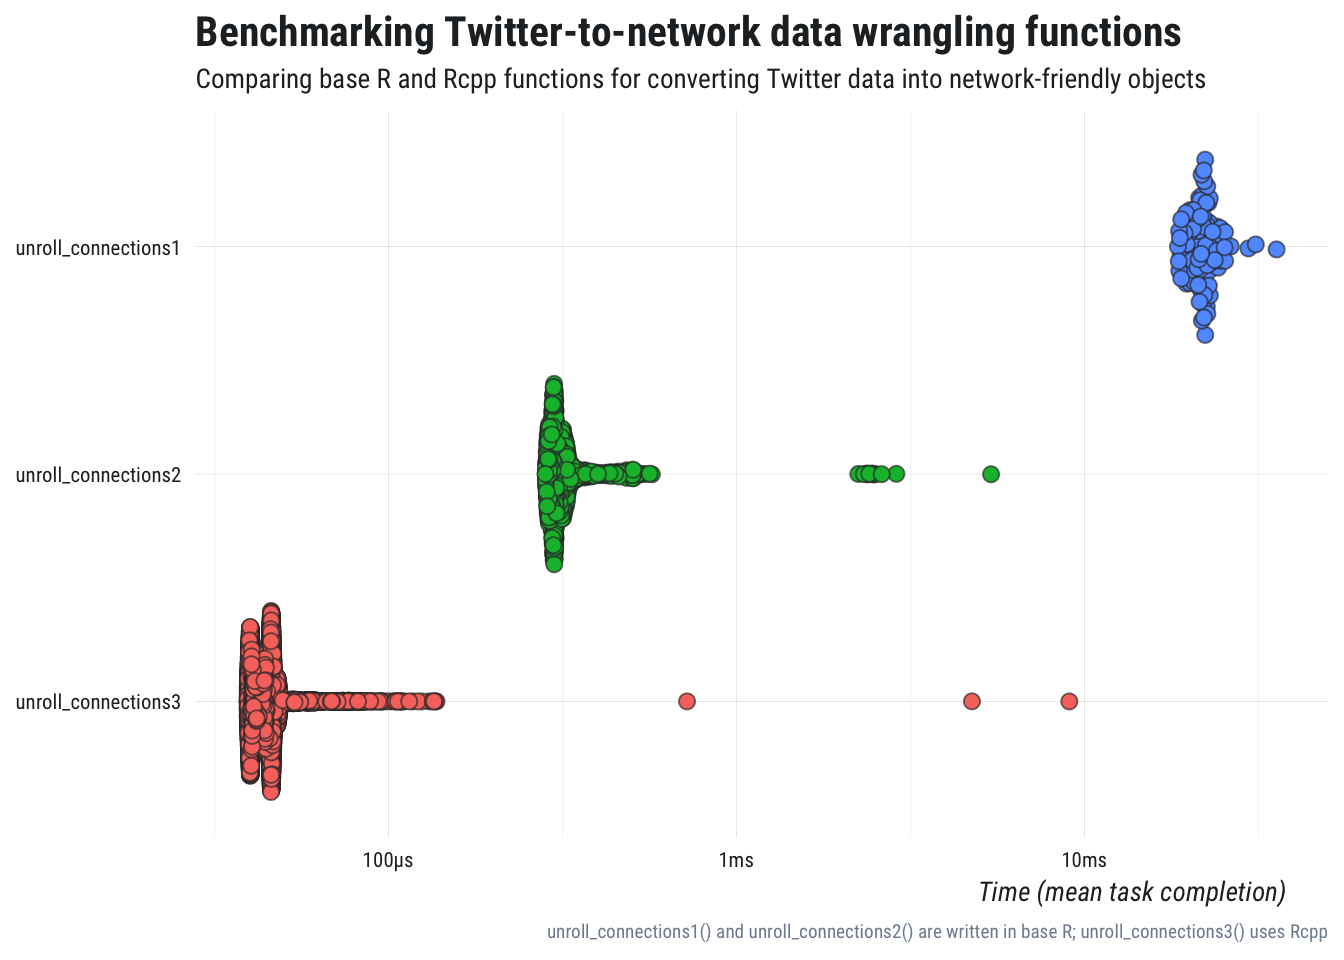 Benchmarking Twitter-to-network data wrangling functions
Comparing base R and Rcpp functions for converting Twitter data into network-friendly objects
unroll_connections1
unroll_connections2
unroll_connections3
100µs 1ms 10ms
Time (mean task completion)
unroll_connections1() and unroll_connections2() are written in base R; unroll_connections3() uses Rcpp